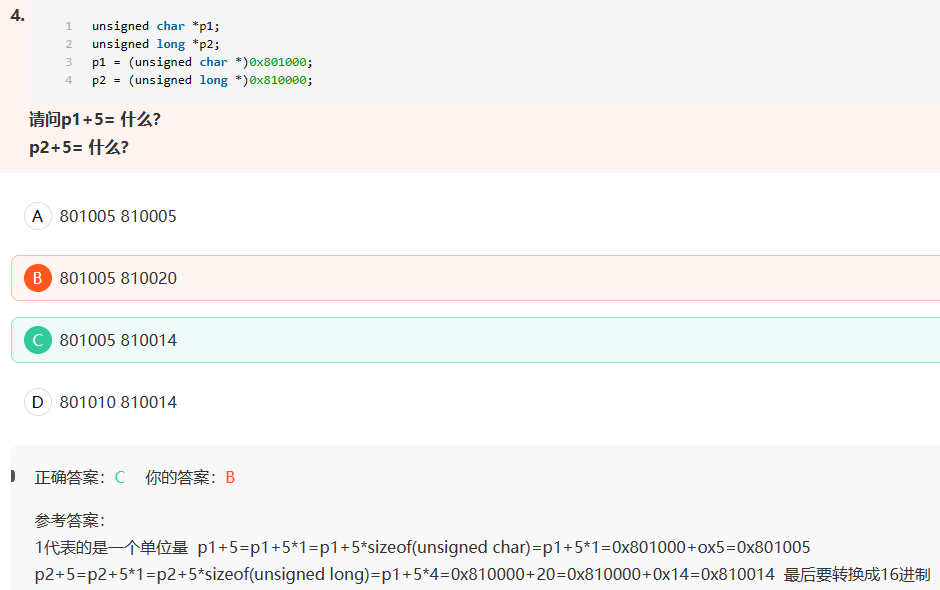 4.
1 unsigned char *p1;
2 unsigned long *p2;
3 p1 = (unsigned char *)0x801000;
4 p2 = (unsigned long *)0x810000;
请问p1+5= 什么?
p2+5= 什么?
A 801005 810005
B 801005 810020
C 801005 810014
D 801010 810014
正确答案: C 你的答案: B
参考答案:
1代表的是一个单位量 p1+5=p1+5*1=p1+5*sizeof(unsigned char)=p1+5*1=0x801000+ox5=0x801005
p2+5=p2+5*1=p2+5*sizeof(unsigned long)=p1+5*4=0x810000+20=0x810000+0x14=0x810014 最后要转换成16进制